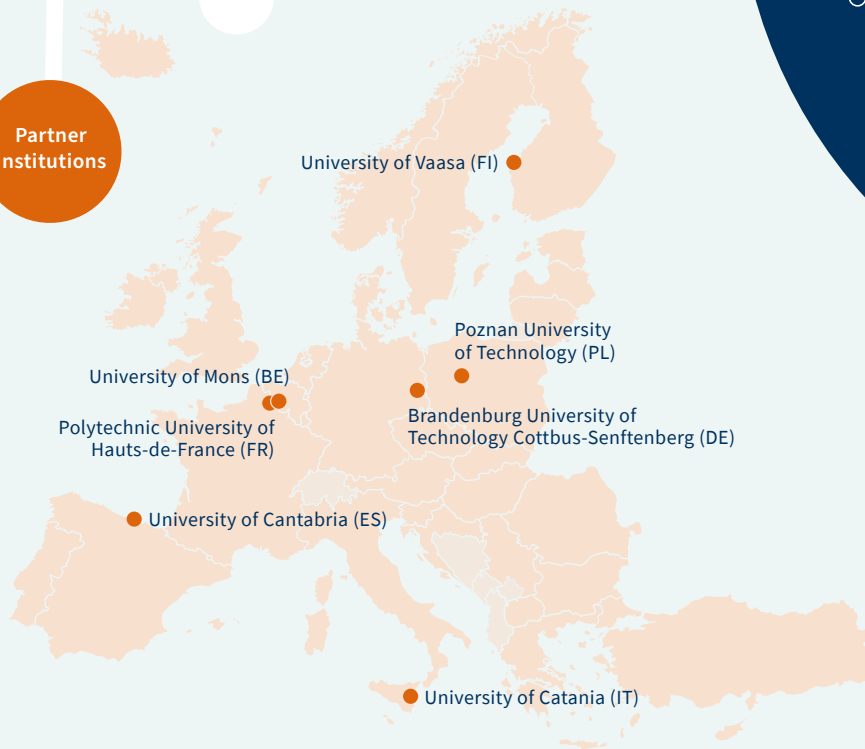 Partner
nstitutions
University of Vaasa (FI)
Poznan University
of Technology (PL)
University of Mons (BE)
Brandenburg University of
Technology Cottbus-Senftenberg (DE)
Polytechnic University of
Hauts-de-France (FR)
University of Cantabria (ES)
University of Catania (IT)